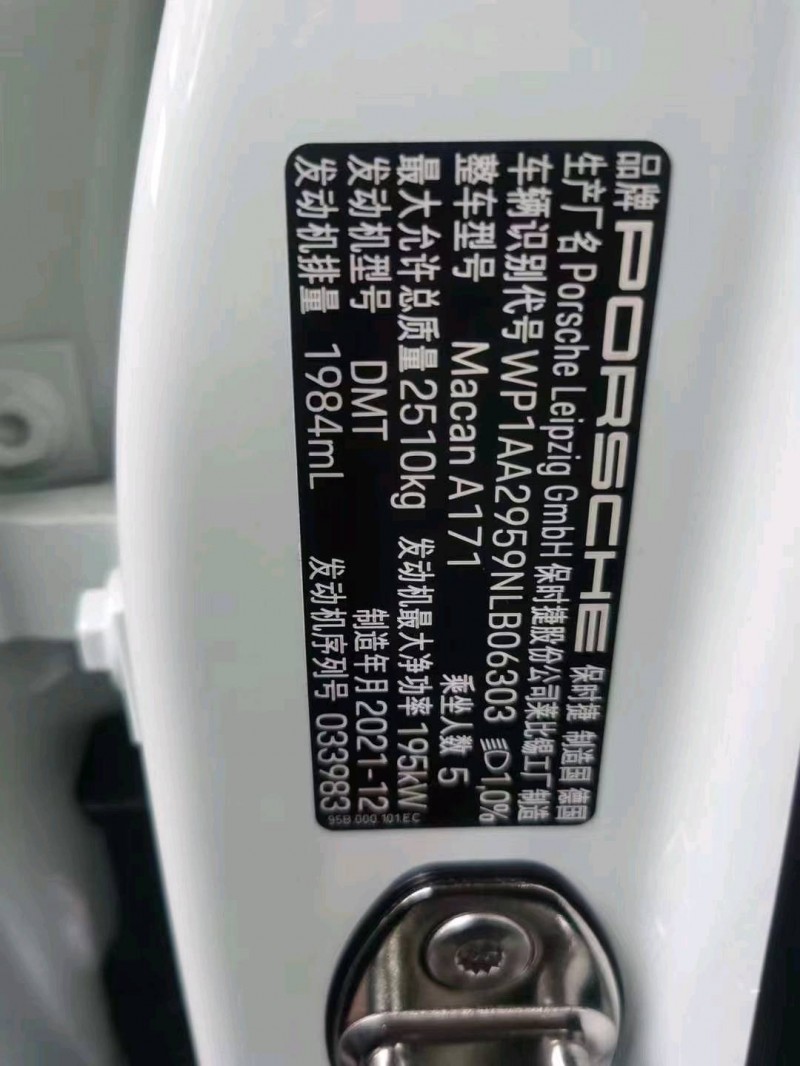 品牌 PORSCHE 保时捷 制造国 德国
生产厂名 Porsche Leipzig GmbH 保时捷股份公司莱比锡工厂 制造
车辆识别代号 WP1AA2959NLB06303 1,0%
整车型号 Macan A171 乘坐人数 5
最大允许总质量 2510kg 发动机最大净功率 195kW
发动机型号 DMT 制造年月 2021-12
发动机排量 1984mL 发动机序列号 033983
95B.000.101.EC